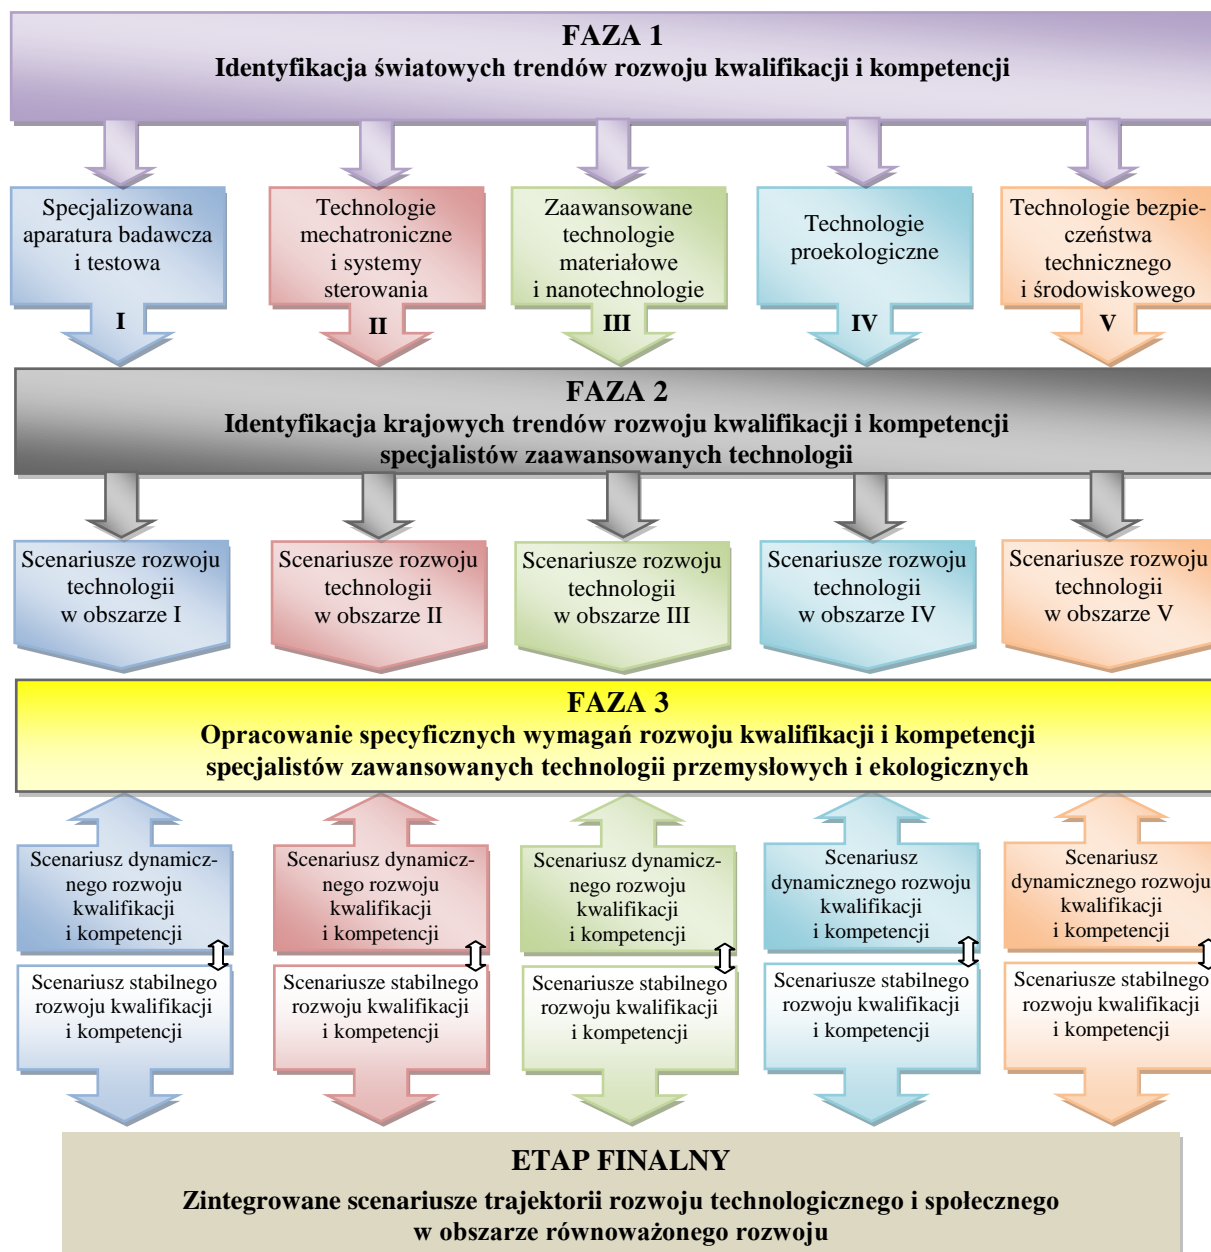 FAZA 1
Identyfikacja światowych trendów rozwoju kwalifikacji i kompetencji
Specjalizowana
aparatura badawcza
i testowa
I
Technologie
mechatroniczne
i systemy
sterowania
II
Zaawansowane
technologie
materiałowe
i nanotechnologie
III
Technologie
proekologiczne
IV
Technologie bezpie-
czeństwa
technicznego
i środowiskowego
V
FAZA 2
Identyfikacja krajowych trendów rozwoju kwalifikacji i kompetencji
specjalistów zaawansowanych technologii
Scenariusze rozwoju
technologii
w obszarze I
Scenariusze rozwoju
technologii
w obszarze II
Scenariusze rozwoju
technologii
w obszarze III
Scenariusze rozwoju
technologii
w obszarze IV
Scenariusze rozwoju
technologii
w obszarze V
FAZA 3
Opracowanie specyficznych wymagań rozwoju kwalifikacji i kompetencji
specjalistów zawansowanych technologii przemysłowych i ekologicznych
Scenariusz dynamicz-
nego rozwoju
kwalifikacji
i kompetencji
Scenariusz dynamicz-
nego rozwoju
kwalifikacji
i kompetencji
Scenariusz dynamicz-
nego rozwoju
kwalifikacji
i kompetencji
Scenariusz
dynamicznego rozwoju
kwalifikacji
i kompetencji
Scenariusz
dynamicznego rozwoju
kwalifikacji
i kompetencji
Scenariusze stabilnego
rozwoju kwalifikacji
i kompetencji
Scenariusze stabilnego
rozwoju kwalifikacji
i kompetencji
Scenariusze stabilnego
rozwoju kwalifikacji
i kompetencji
Scenariusze stabilnego
rozwoju kwalifikacji
i kompetencji
Scenariusze stabilnego
rozwoju kwalifikacji
i kompetencji
ETAP FINALNY
Zintegrowane scenariusze trajektorii rozwoju technologicznego i społecznego
w obszarze równoważonego rozwoju